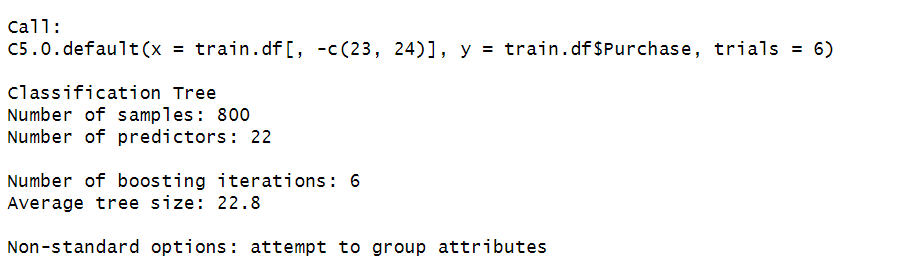 Call:
C5.0.default(x = train.df[, -c(23, 24)], y = train.df$Purchase, trials = 6)
Classification Tree
Number of samples: 800
Number of predictors: 22
Number of boosting iterations: 6
Average tree size: 22.8
Non-standard options: attempt to group attributes